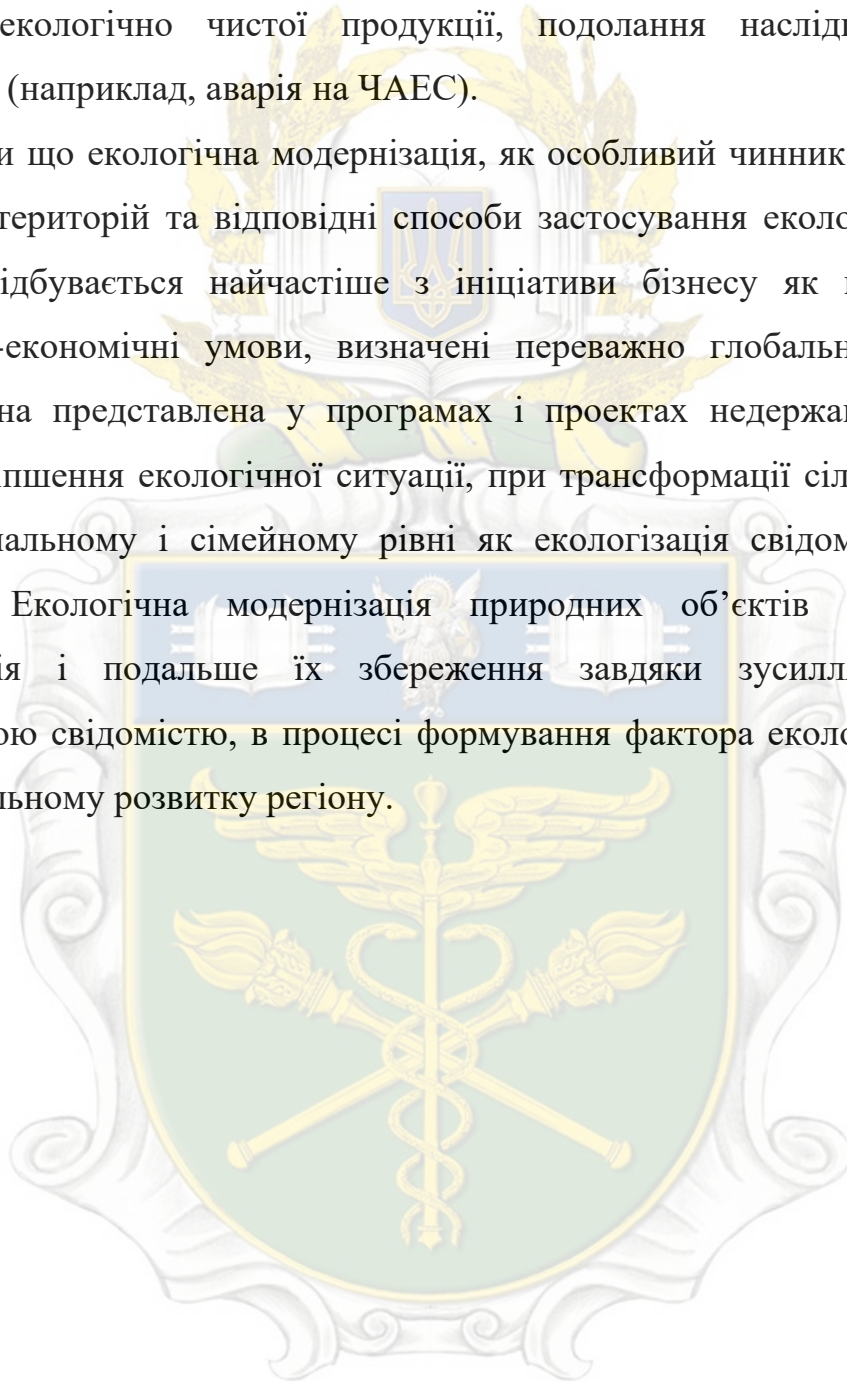 екологічно чистої продукції, подолання наслід
(наприклад, аварія на ЧАЕС).
и що екологічна модернізація, як особливий чинник
територій та відповідні способи застосування еколо
ідбувається найчастіше з ініціативи бізнесу як
-економічні умови, визначені переважно глобальн
на представлена у програмах і проектах недержа
іпшення екологічної ситуації, при трансформації сіл
нальному і сімейному рівні як екологізація свідом
Екологічна модернізація природних об’єктів
ія і подальше їх збереження завдяки зусилл
ою свідомістю, в процесі формування фактора еколо
льному розвитку регіону.